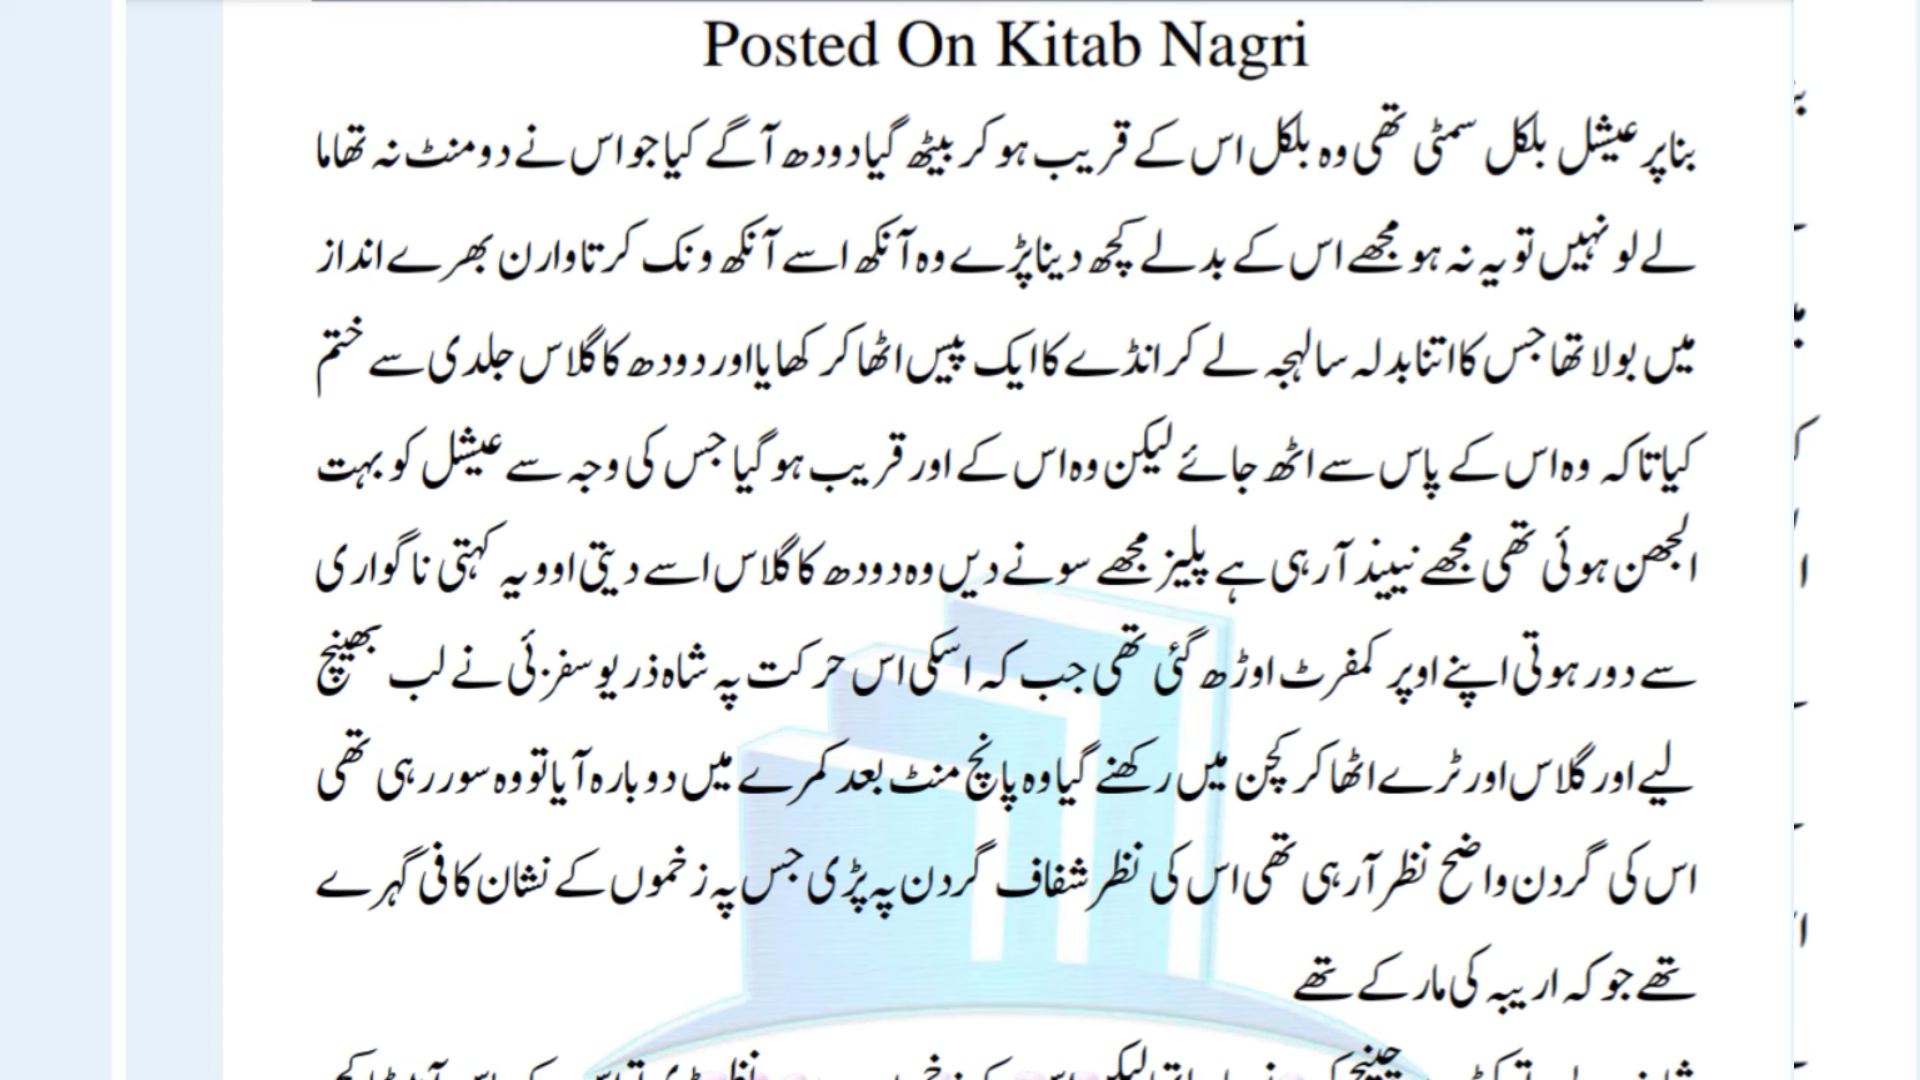 Posted On Kitab Nagri
بنا پر عیشل بلکل سمٹی تھی وہ بلکل اس کے قریب ہو کر بیٹھ گیا دودھ آگے کیا جو اس نے دو منٹ نہ تھاما
لے لو نہیں تو یہ نہ ہو مجھے اس کے بدلے کچھ دینا پڑے وہ آنکھ اسے آنکھ ونک کرتا وارن بھرے انداز
میں بولا تھا جس کا اتنا بدلہ سا لہجہ لے کر انڈے کا ایک پیس اٹھا کر کھایا اور دودھ کا گلاس جلدی سے ختم
کیا تاکہ وہ اس کے پاس سے اٹھ جائے لیکن وہ اس کے اور قریب ہو گیا جس کی وجہ سے عیشل کو بہت
الجھن ہوئی تھی مجھے نیند آرہی ہے پلیز مجھے سونے دیں وہ دودھ کا گلاس اسے دیتی اوو یہ کہتی ناگواری
سے دور ہوتی اپنے اوپر کمفرٹ اوڑھ گئی تھی جب کہ اسکی اس حرکت پہ شاہ ذر یوسفزئی نے لب بھینچ
لیے اور گلاس اور ٹرے اٹھا کر کچن میں رکھنے گیا وہ پانچ منٹ بعد کمرے میں دوبارہ آیا تو وہ سور رہی تھی
اس کی گردن واضح نظر آرہی تھی اس کی نظر شفاف گردن پہ پڑی جس پہ زخموں کے نشان کافی گہرے
تھے جو کہ اریبہ کی مار کے تھے